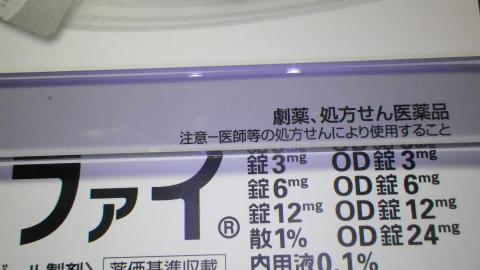 劇薬、処方せん医薬品
注意－医師等の処方せんにより使用すること
ファイ®
錠3mg OD錠3mg
錠6mg OD錠6mg
錠12mg OD錠12mg
散1% OD錠24mg
ール製剤〉 薬価基準収載 内用液0.1%